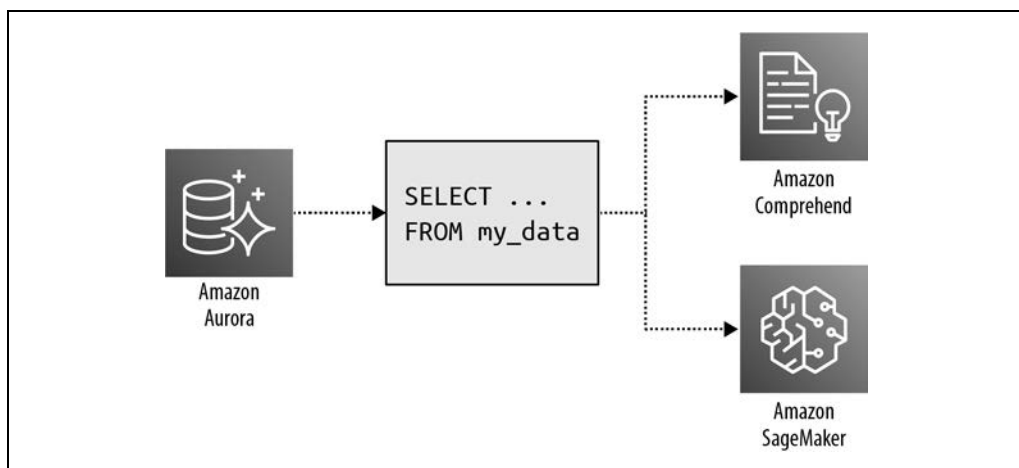 Amazon
Aurora
SELECT ...
FROM my_data
Amazon
Comprehend
Amazon
SageMaker